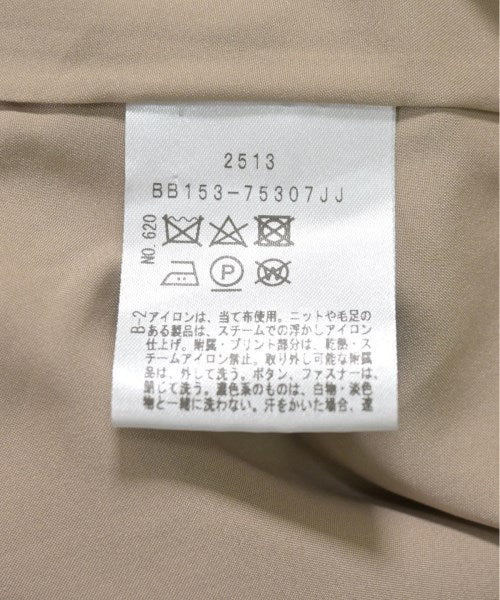 2513
BB153-75307JJ
NO.620
P
W
B-2
アイロンは、当て布使用。ニットや毛足の
ある製品は、スチームでの浮かしアイロン
仕上げ。附属・プリント部分は、乾熱・ス
チームアイロン禁止。取り外し可能な附属
品は、外して洗う。ボタン、ファスナーは、
閉じて洗う。濃色系のものは、白物・淡色
物と一緒に洗わない。汗をかいた場合、速